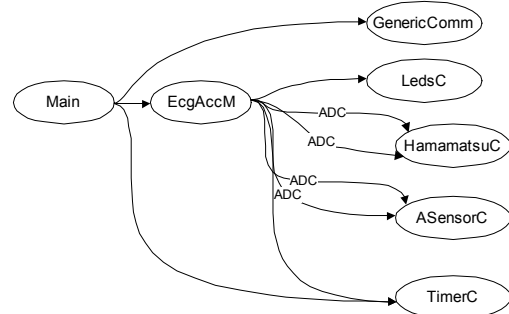 GenericComm
LedsC
Main
EcgAccM
ADC
ADC
HamamatsuC
ADC
ADC
ASensorC
TimerC